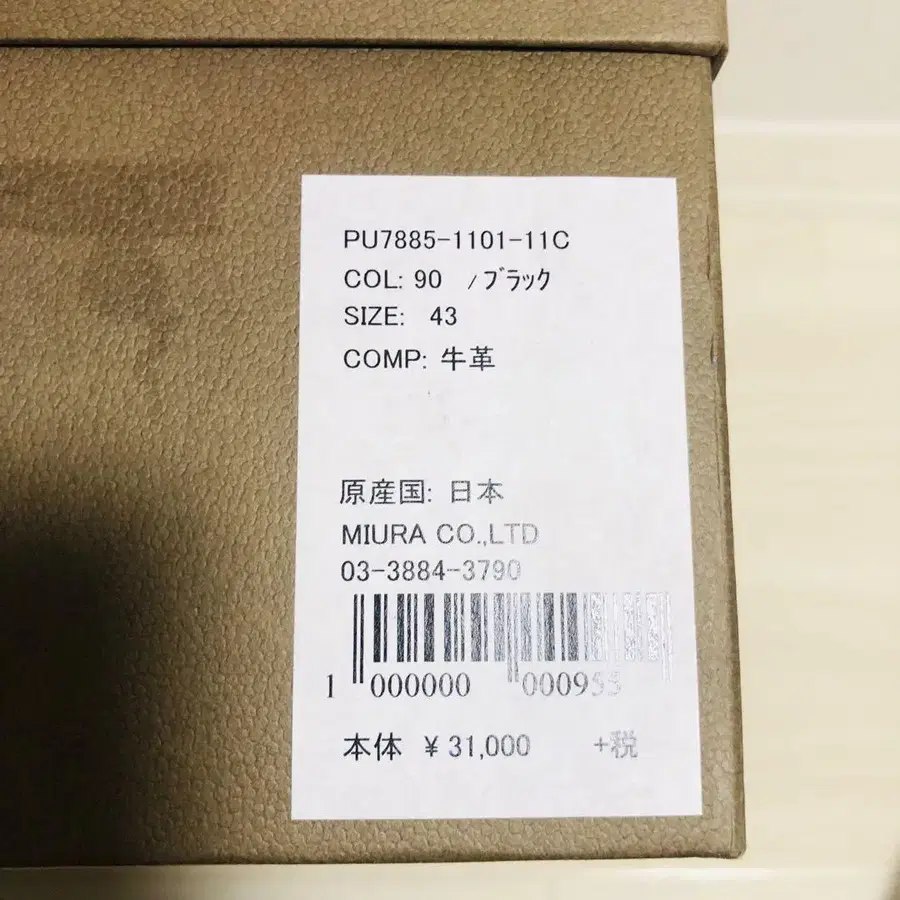 PU7885-1101-11C
COL: 90 /ブラック
SIZE: 43
COMP: 牛革
原産国: 日本
MIURA CO.,LTD
03-3884-3790
1 000000 000955
本体 ¥ 31,000 +税